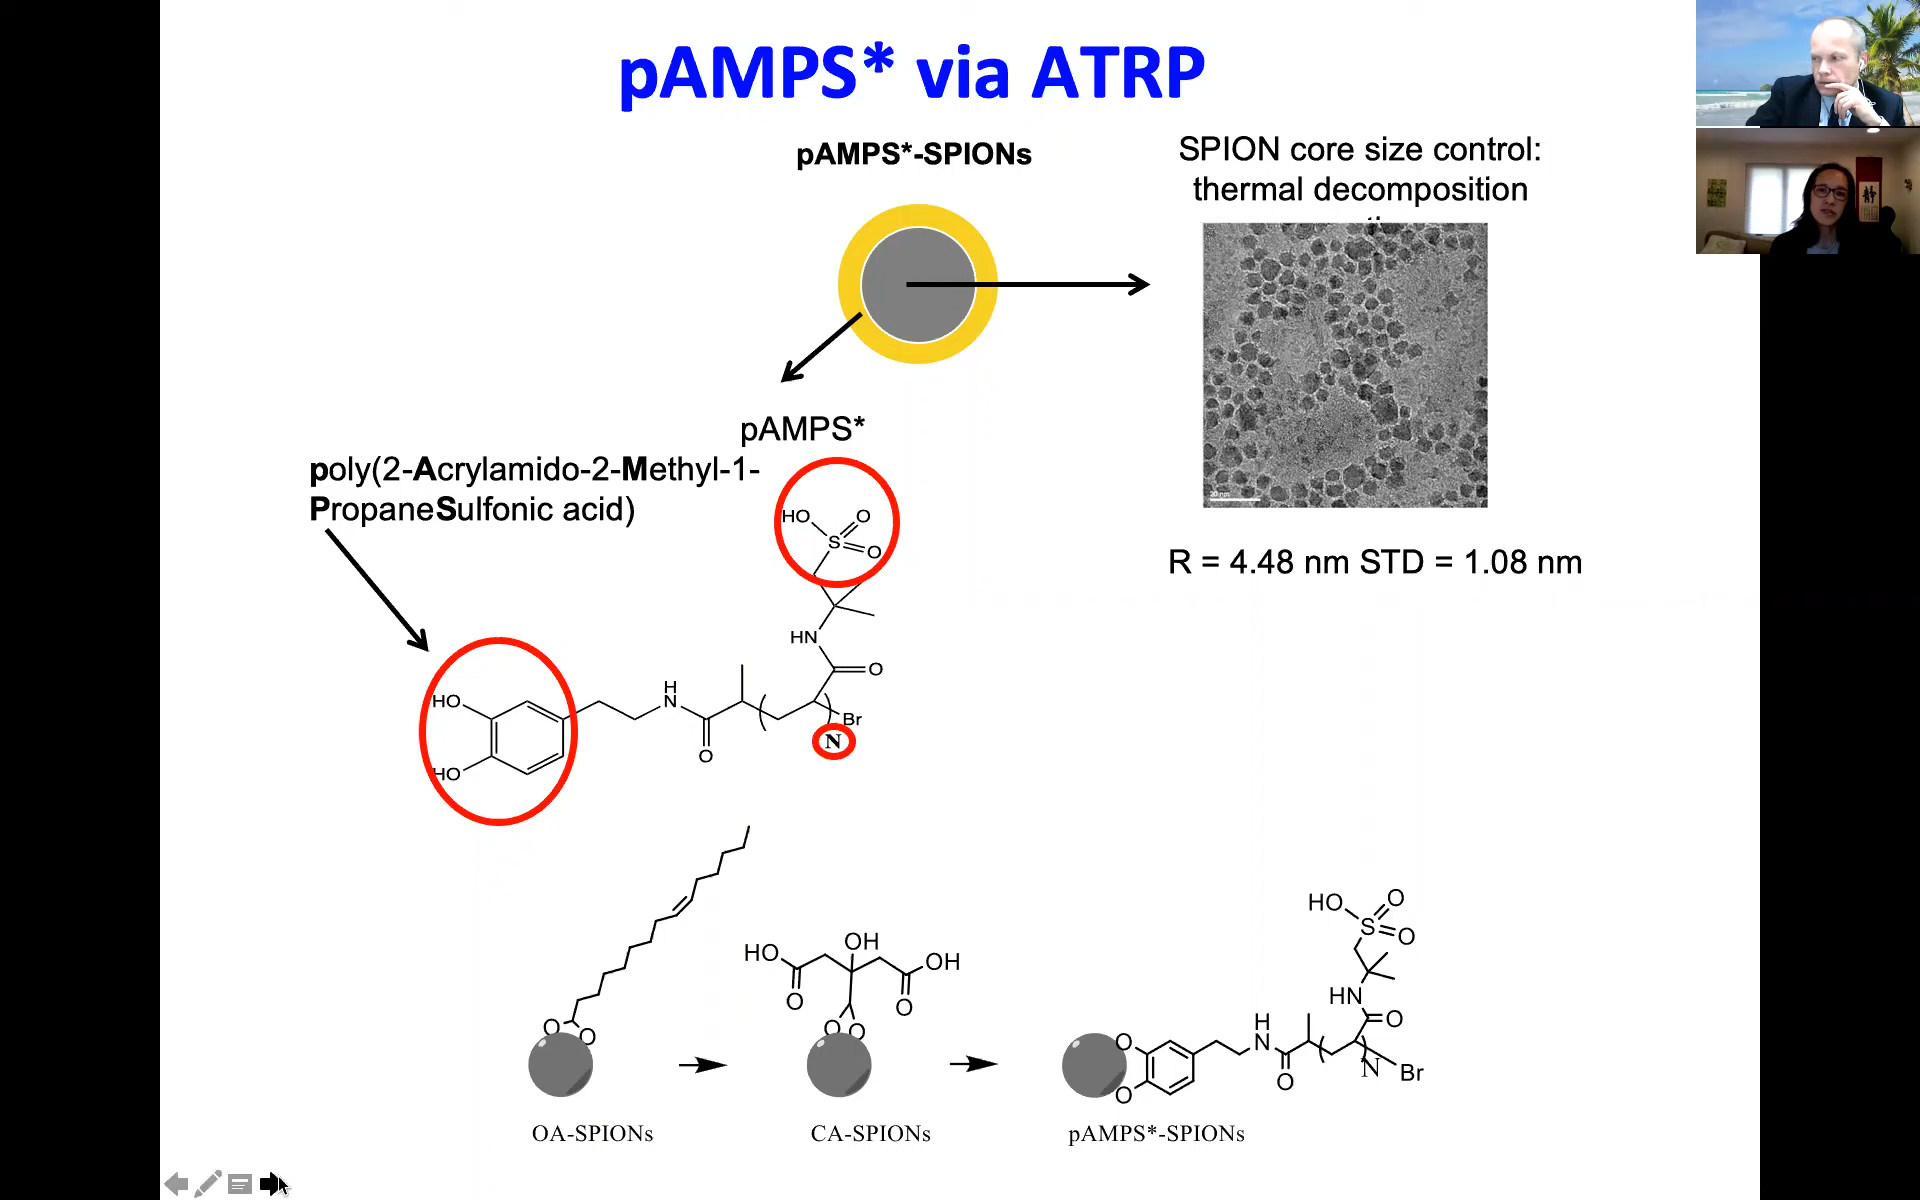 pAMPS* via ATRP
pAMPS*-SPIONs
SPION core size control:
thermal decomposition
20 nm
R = 4.48 nm STD = 1.08 nm
pAMPS*
poly(2-Acrylamido-2-Methyl-1-
PropaneSulfonic acid)
HO
O
S
O
HN
O
HO
H
N
Br
N
O
HO
HO
O
S
O
HO
OH
OH
O
O
HN
O
O
O
O
O
O
H
N
O
N
Br
O
O
OA-SPIONs
CA-SPIONs
pAMPS*-SPIONs